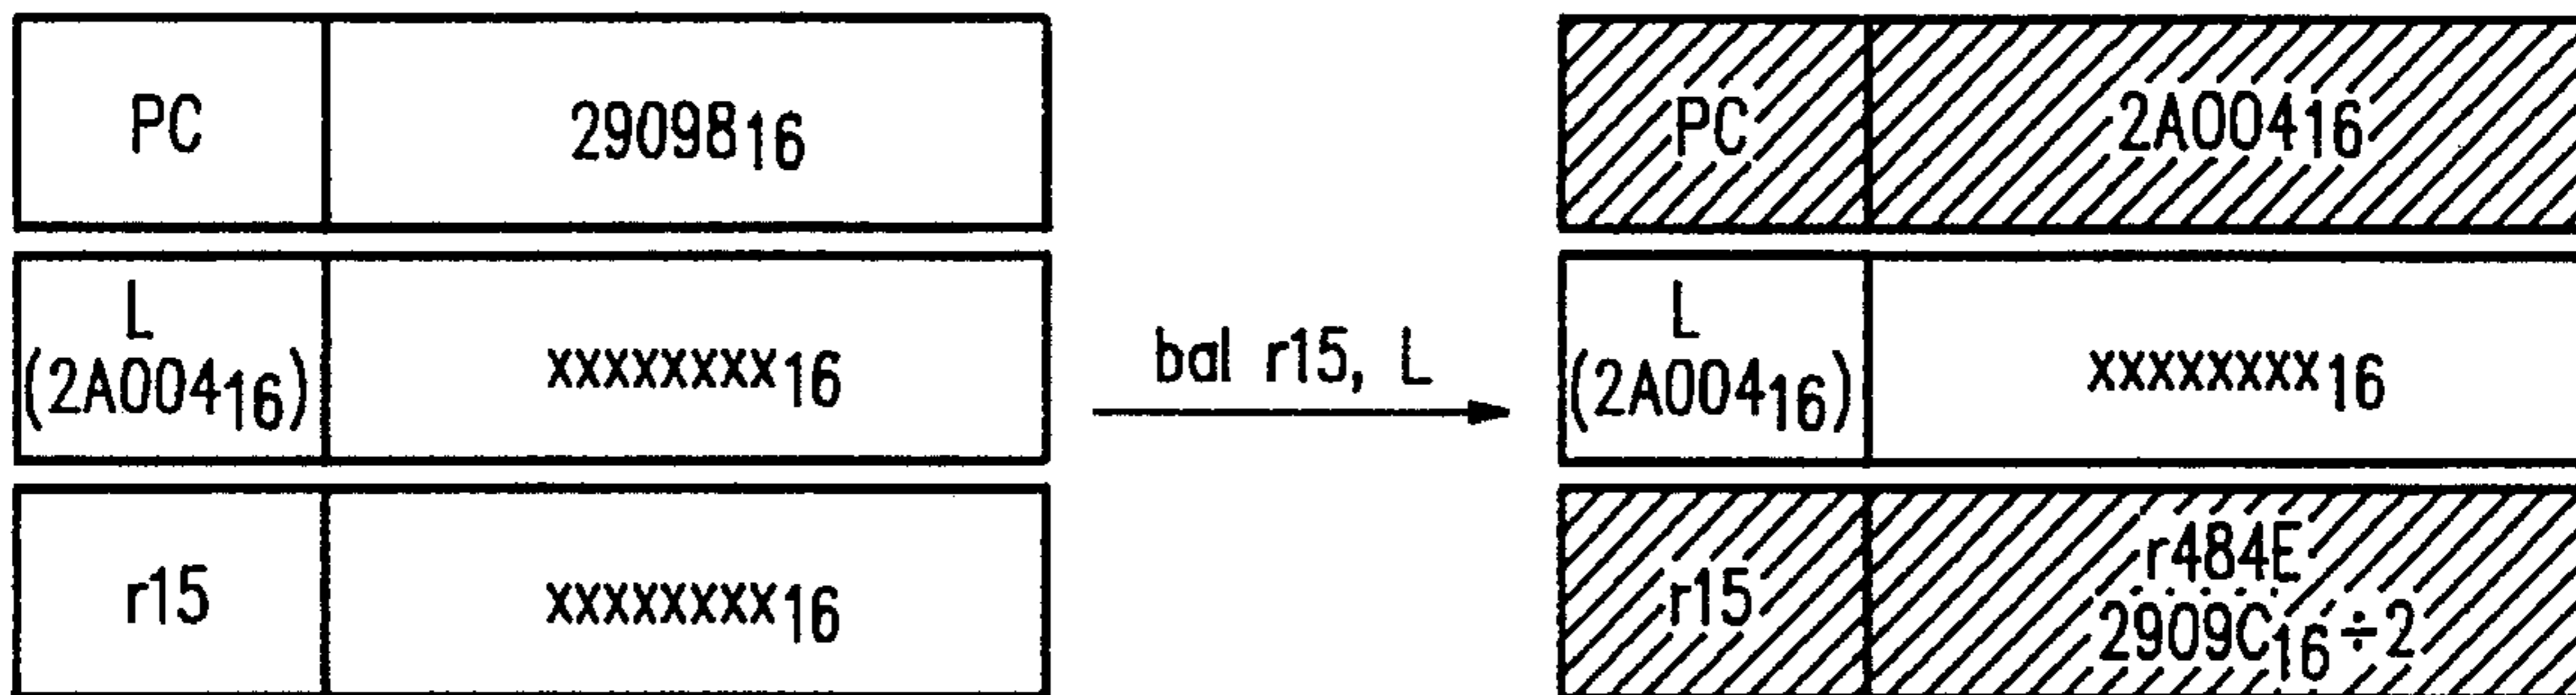 PC 29098₁₆
L
(2A004₁₆) xxxxxxxx₁₆
r15 xxxxxxxx₁₆
bal r15, L
PC 2A004₁₆
L
(2A004₁₆) xxxxxxxx₁₆
r15 r484E
2909C₁₆÷2